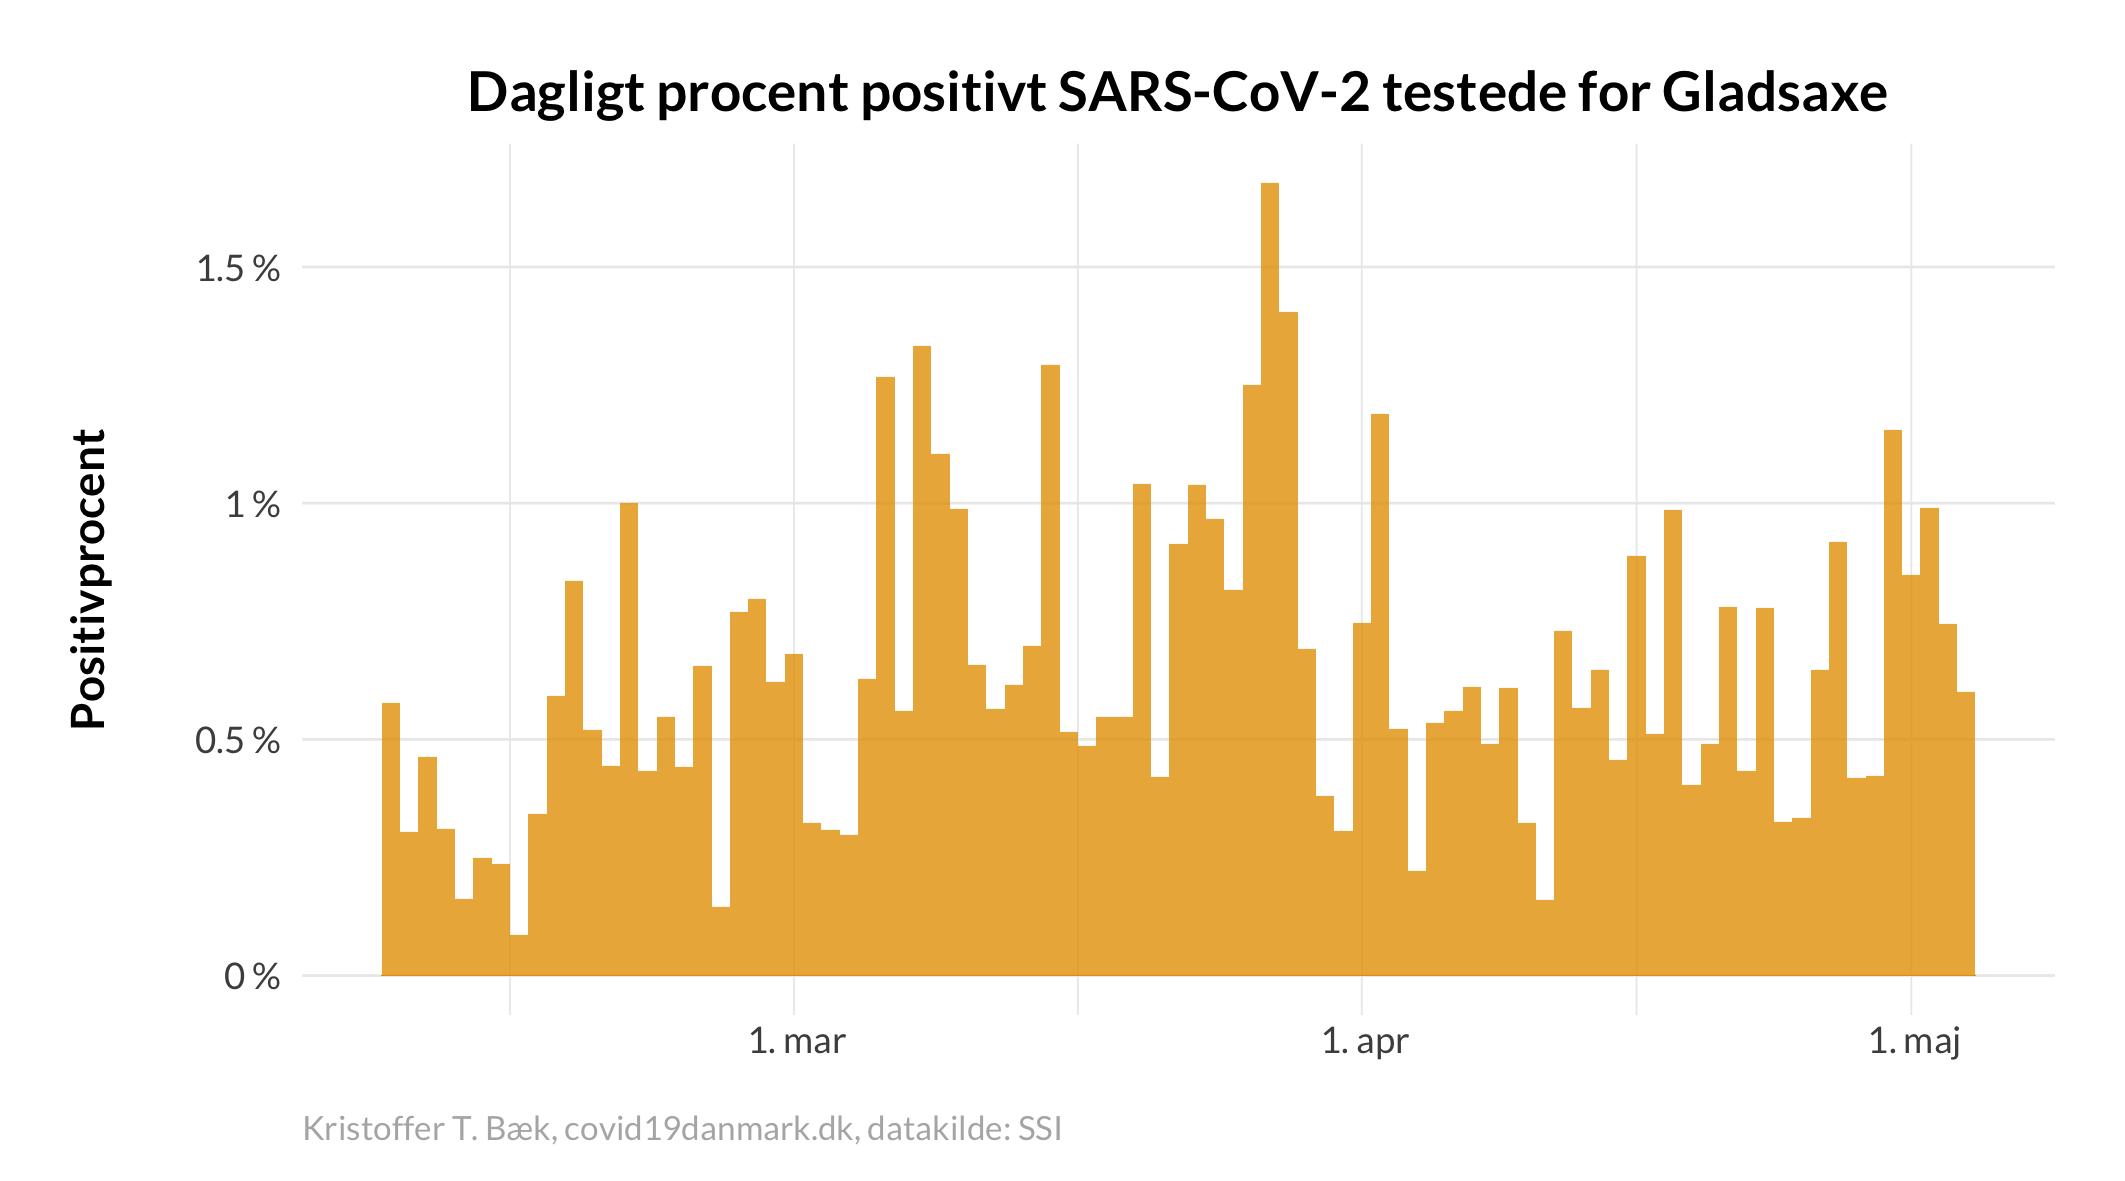 Dagligt procent positivt SARS-CoV-2 testede for Gladsaxe
Positivprocent
1.5 %
1 %
0.5 %
0 %
1. mar
1. apr
1. maj
Kristoffer T. Bæk, covid19danmark.dk, datakilde: SSI